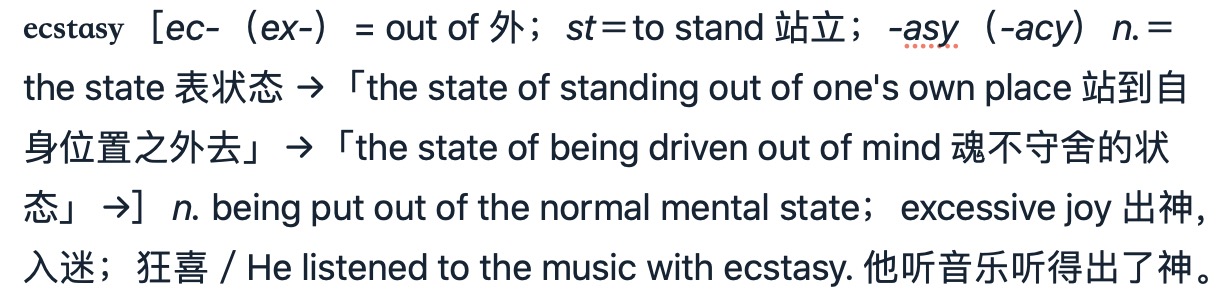 ecstasy ［ec-（ex-）= out of 外；st＝to stand 站立；-asy（-acy）n.＝
the state 表状态 →「the state of standing out of one's own place 站到自
身位置之外去」→「the state of being driven out of mind 魂不守舍的状
态」→］ n. being put out of the normal mental state； excessive joy 出神，
入迷；狂喜 / He listened to the music with ecstasy. 他听音乐听得出了神。